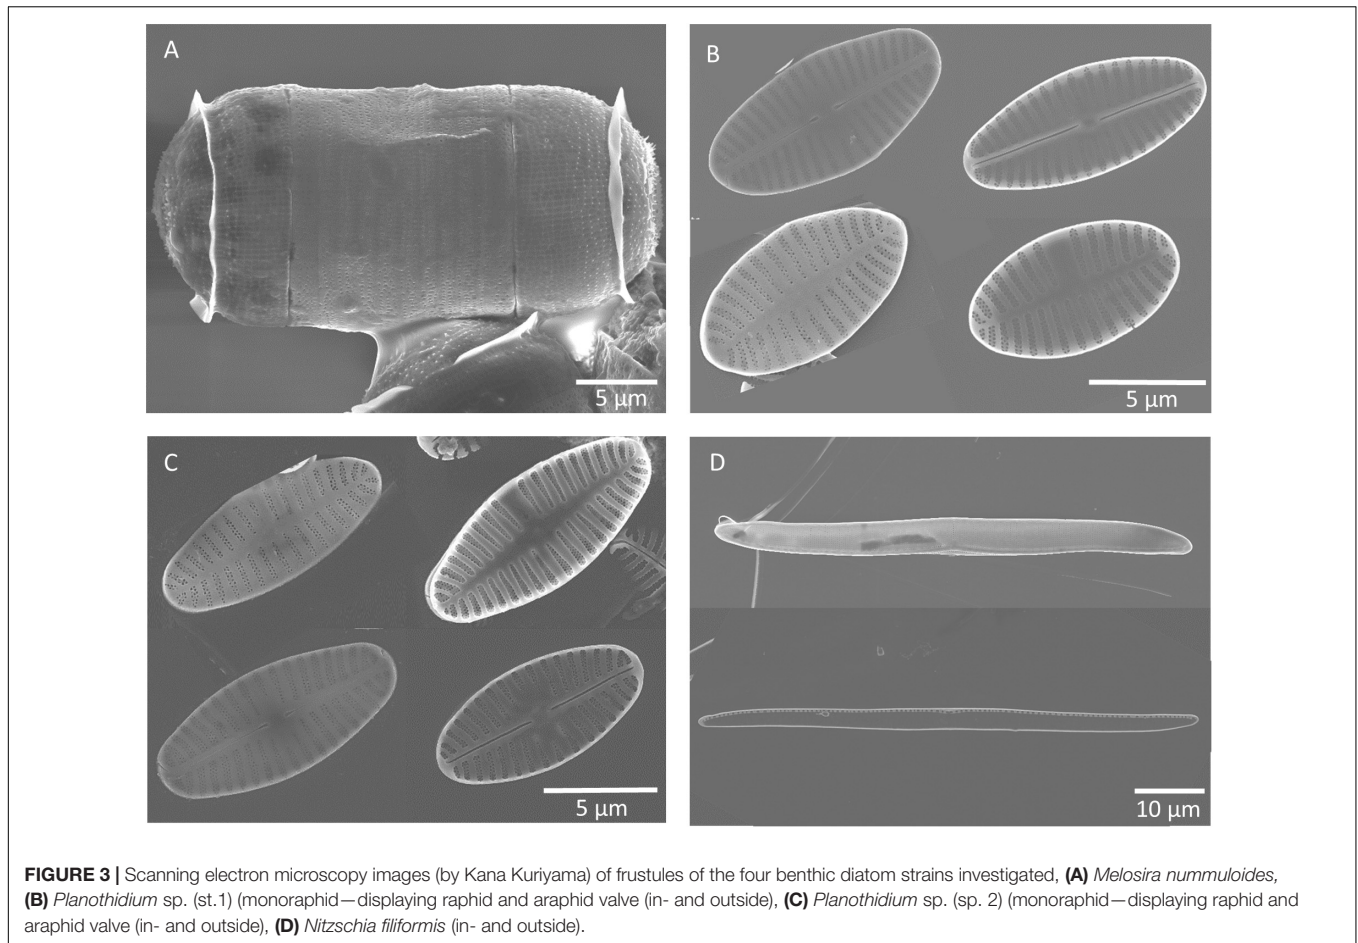 A
5 µm
B
5 µm
C
5 µm
D
10 µm
FIGURE 3 | Scanning electron microscopy images (by Kana Kuriyama) of frustules of the four benthic diatom strains investigated, (A) Melosira nummuloides,
(B) Planothidium sp. (st.1) (monoraphid—displaying raphid and araphid valve (in- and outside), (C) Planothidium sp. (sp. 2) (monoraphid—displaying raphid and
araphid valve (in- and outside), (D) Nitzschia filiformis (in- and outside).